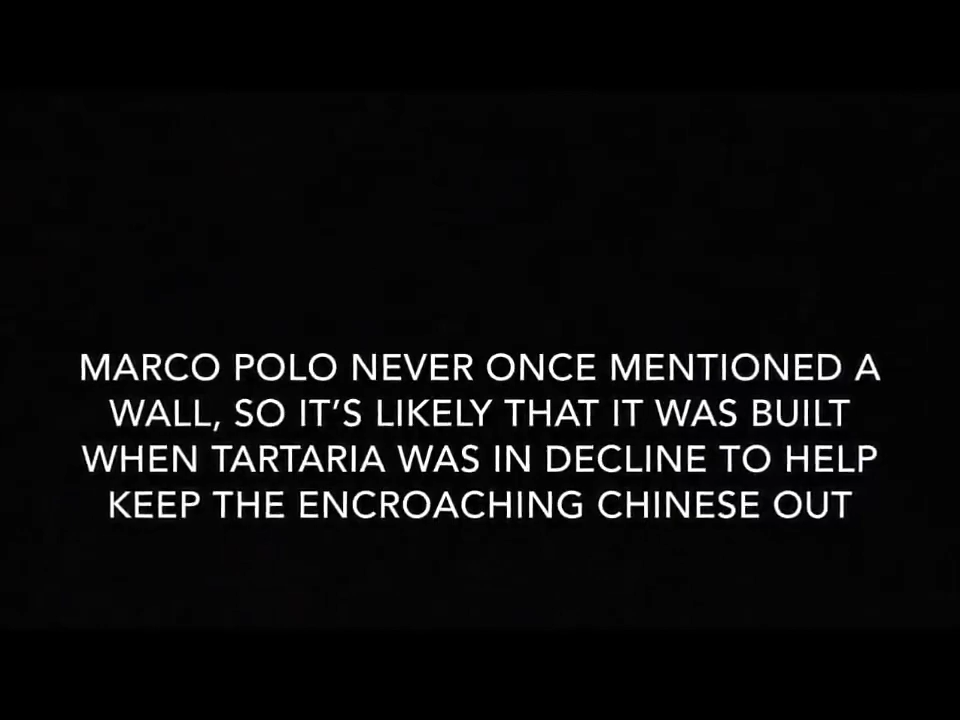 MARCO POLO NEVER ONCE MENTIONED A
WALL, SO IT'S LIKELY THAT IT WAS BUILT
WHEN TARTARIA WAS IN DECLINE TO HELP
KEEP THE ENCROACHING CHINESE OUT